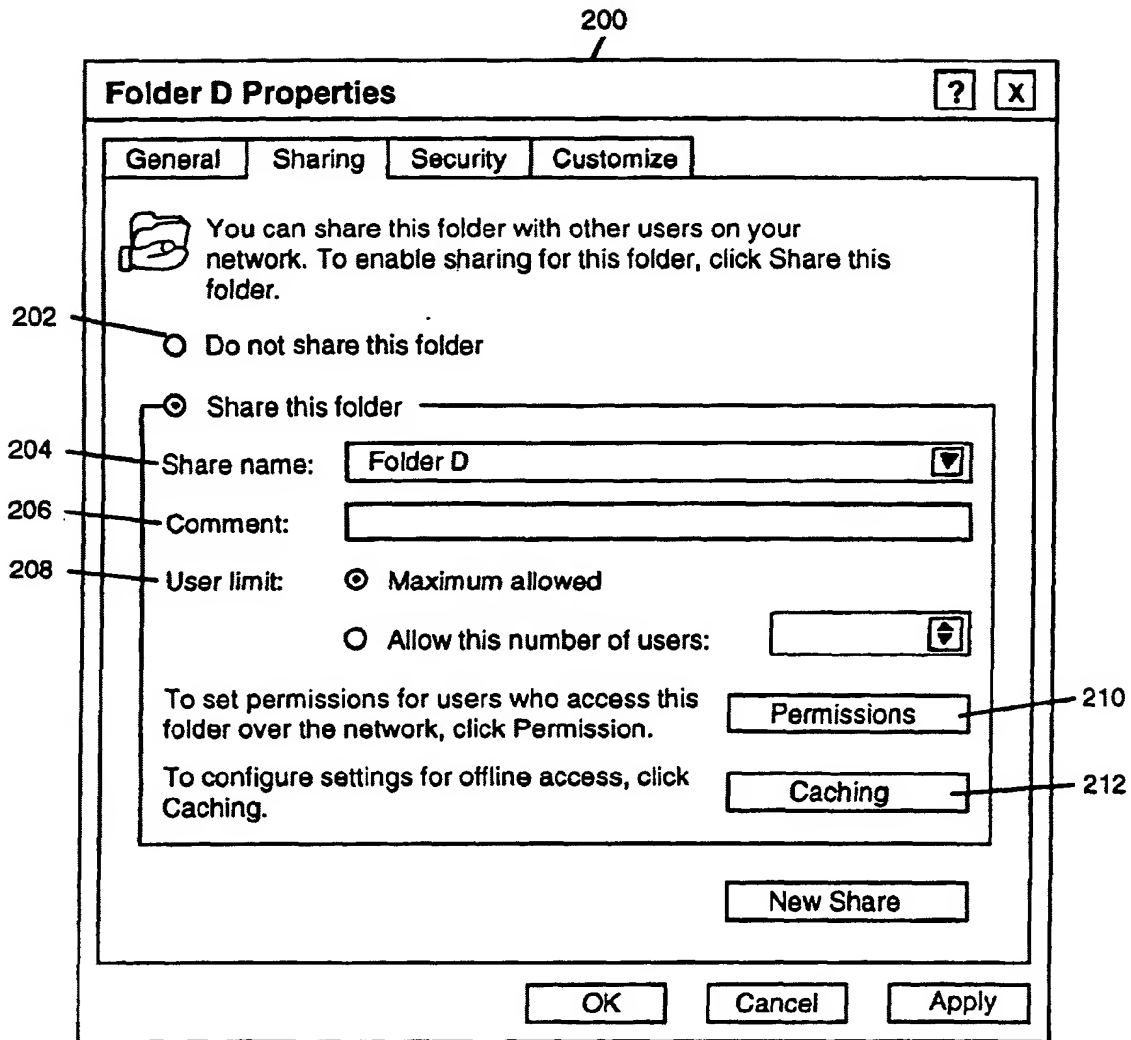 200
Folder D Properties ? X
General Sharing Security Customize
You can share this folder with other users on your
network. To enable sharing for this folder, click Share this
folder.
202
Do not share this folder
Share this folder
204 Share name: Folder D
206 Comment:
208 User limit: Maximum allowed
Allow this number of users:
To set permissions for users who access this
folder over the network, click Permission.
Permissions 210
To configure settings for offline access, click
Caching.
Caching 212
New Share
OK Cancel Apply